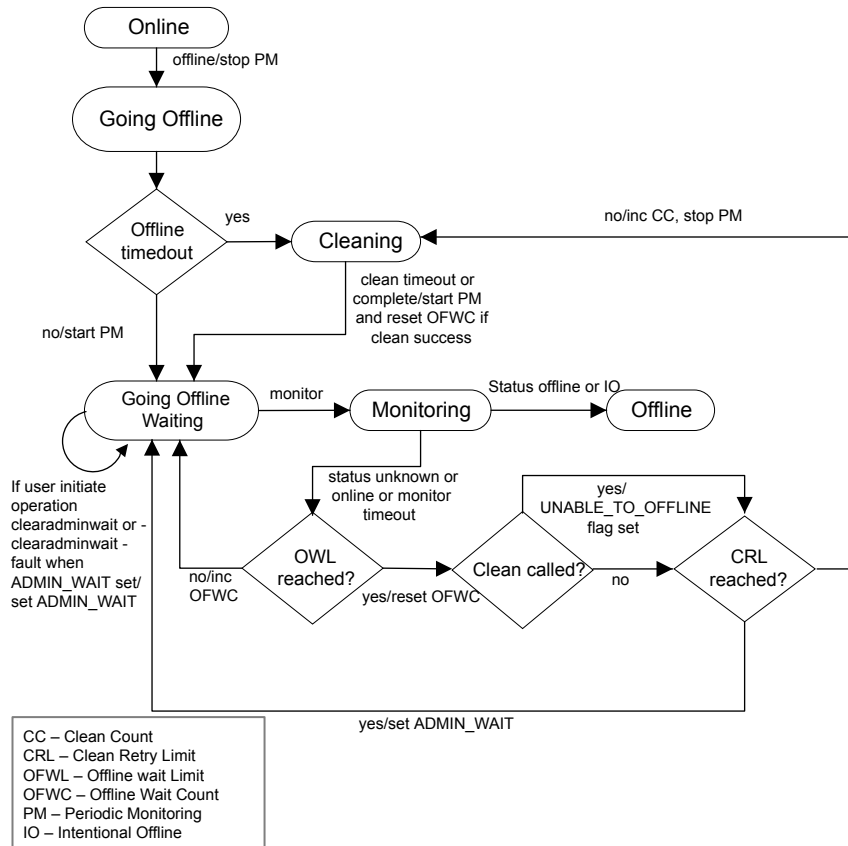 Online
offline/stop PM
Going Offline
Offline
timedout
yes
no/inc CC, stop PM
Cleaning
clean timeout or
complete/start PM
and reset OFWC if
clean success
no/start PM
Going Offline
Waiting
monitor
Monitoring
Status offline or IO
Offline
If user initiate
operation
clearadminwait or -
clearadminwait -
fault when
ADMIN_WAIT set/
set ADMIN_WAIT
status unknown or
online or monitor
timeout
yes/
UNABLE_TO_OFFLINE
flag set
no/inc
OFWC
OWL
reached?
yes/reset OFWC
Clean called?
no
CRL
reached?
yes/set ADMIN_WAIT
CC – Clean Count
CRL – Clean Retry Limit
OFWL – Offline wait Limit
OFWC – Offline Wait Count
PM – Periodic Monitoring
IO – Intentional Offline